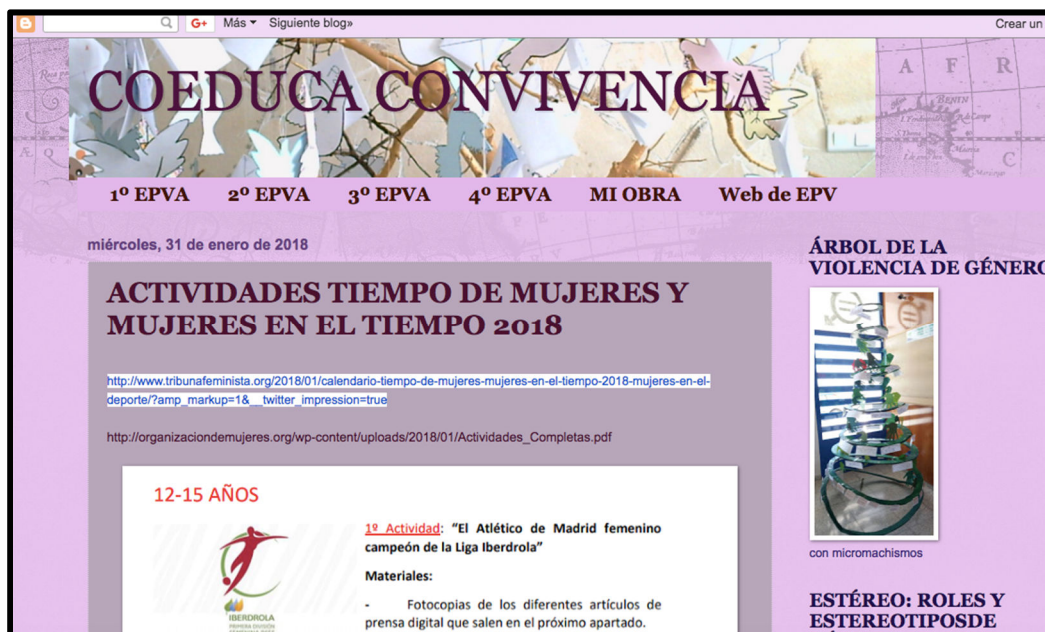 G+ Más Siguiente blog»
Crear un
COEDUCA CONVIVENCIA
A F R
BENIN
C
1º EPVA 2º EPVA 3º EPVA 4º EPVA MI OBRA Web de EPV
miércoles, 31 de enero de 2018
ACTIVIDADES TIEMPO DE MUJERES Y
MUJERES EN EL TIEMPO 2018
http://www.tribunafeminista.org/2018/01/calendario-tiempo-de-mujeres-mujeres-en-el-tiempo-2018-mujeres-en-el-
deporte/?amp_markup=1&__twitter_impression=true
http://organizaciondemujeres.org/wp-content/uploads/2018/01/Actividades_Completas.pdf
12-15 AÑOS
1º Actividad: “El Atlético de Madrid femenino
campeón de la Liga Iberdrola”
Materiales:
- Fotocopias de los diferentes artículos de
prensa digital que salen en el próximo apartado.
IBERDROLA
PRIMERA DIVISIÓN
ÁRBOL DE LA
VIOLENCIA DE GÉNERO
con micromachismos
ESTÉREO: ROLES Y
ESTEREOTIPOSDE